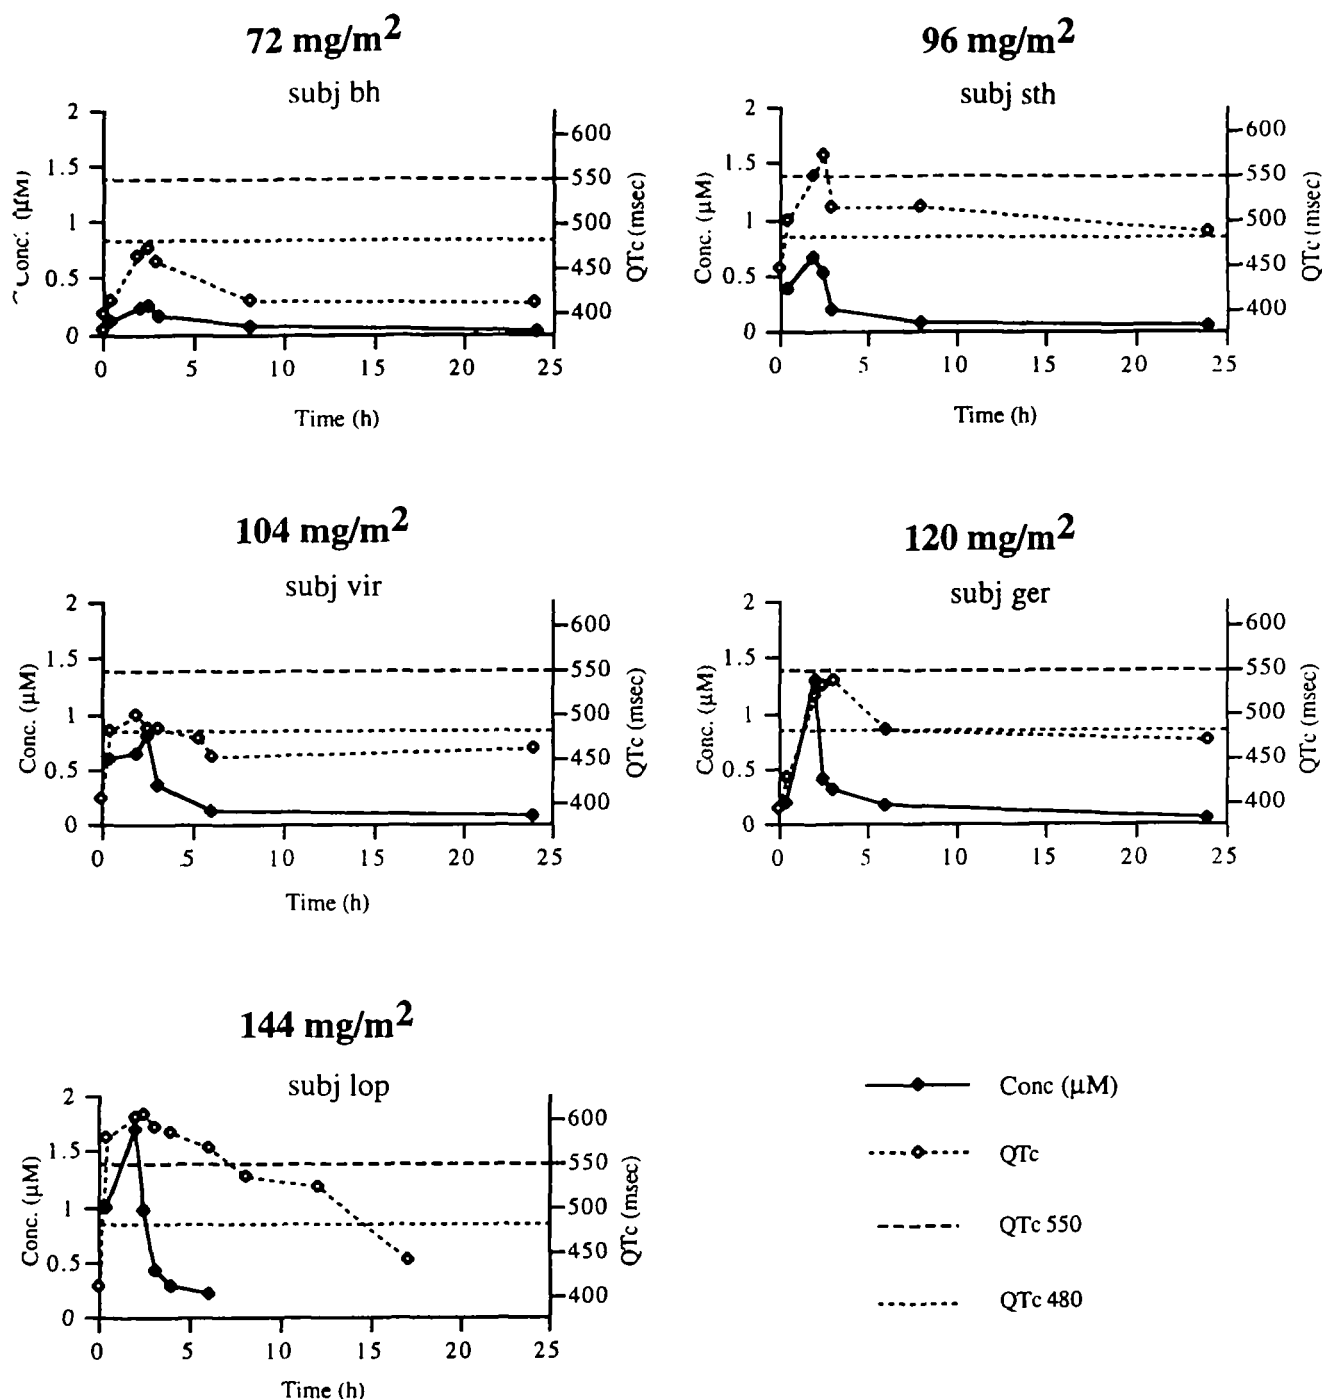 72 mg/m2
subj bh
2
1.5
1
0.5
0
Conc. (μM)
600
550
500
450
400
QTc (msec)
0 5 10 15 20 25
Time (h)
96 mg/m2
subj sth
2
1.5
1
0.5
0
Conc. (μM)
600
550
500
450
400
QTc (msec)
0 5 10 15 20 25
Time (h)
104 mg/m2
subj vir
2
1.5
1
0.5
0
Conc. (μM)
600
550
500
450
400
QTc (msec)
0 5 10 15 20 25
Time (h)
120 mg/m2
subj ger
2
1.5
1
0.5
0
Conc. (μM)
600
550
500
450
400
QTc (msec)
0 5 10 15 20 25
144 mg/m2
subj lop
2
1.5
1
0.5
0
Conc. (μM)
600
550
500
450
400
QTc (msec)
0 5 10 15 20 25
Time (h)
Conc (μM)
QTc
QTc 550
QTc 480